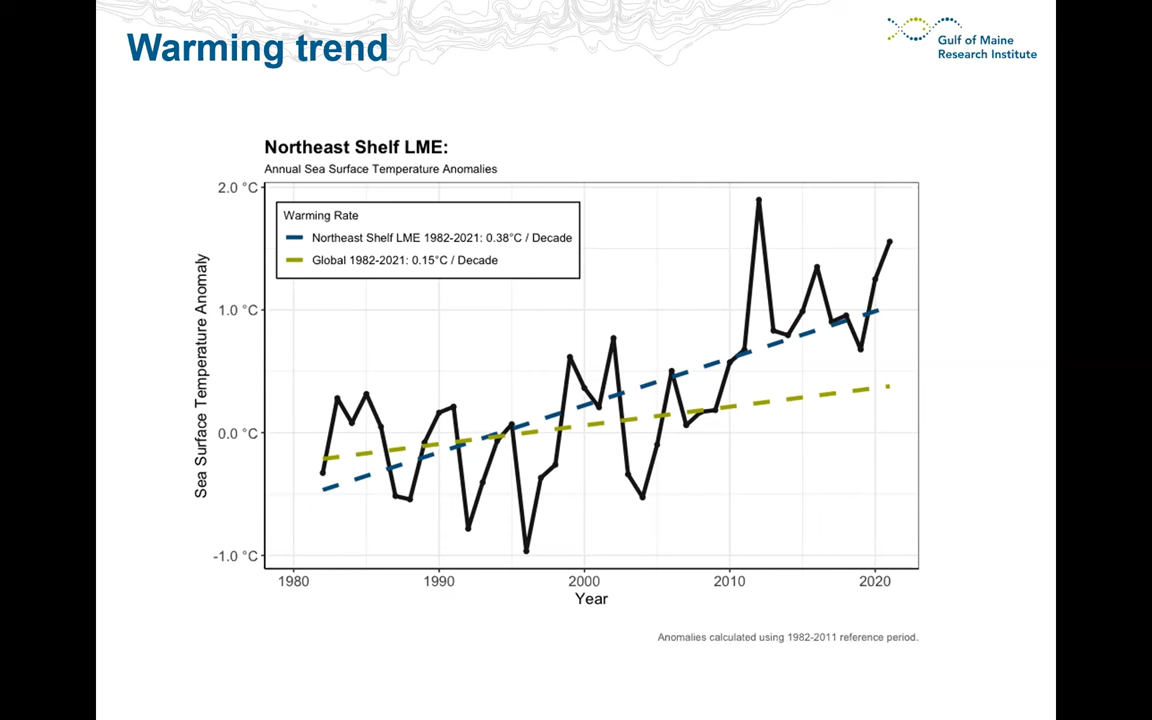 Warming trend
Gulf of Maine
Research Institute
Northeast Shelf LME:
Annual Sea Surface Temperature Anomalies
2.0 °C
1.0 °C
0.0 °C
-1.0 °C
Sea Surface Temperature Anomaly
Warming Rate
Northeast Shelf LME 1982-2021: 0.38°C / Decade
Global 1982-2021: 0.15°C / Decade
1980 1990 2000 2010 2020
Year
Anomalies calculated using 1982-2011 reference period.